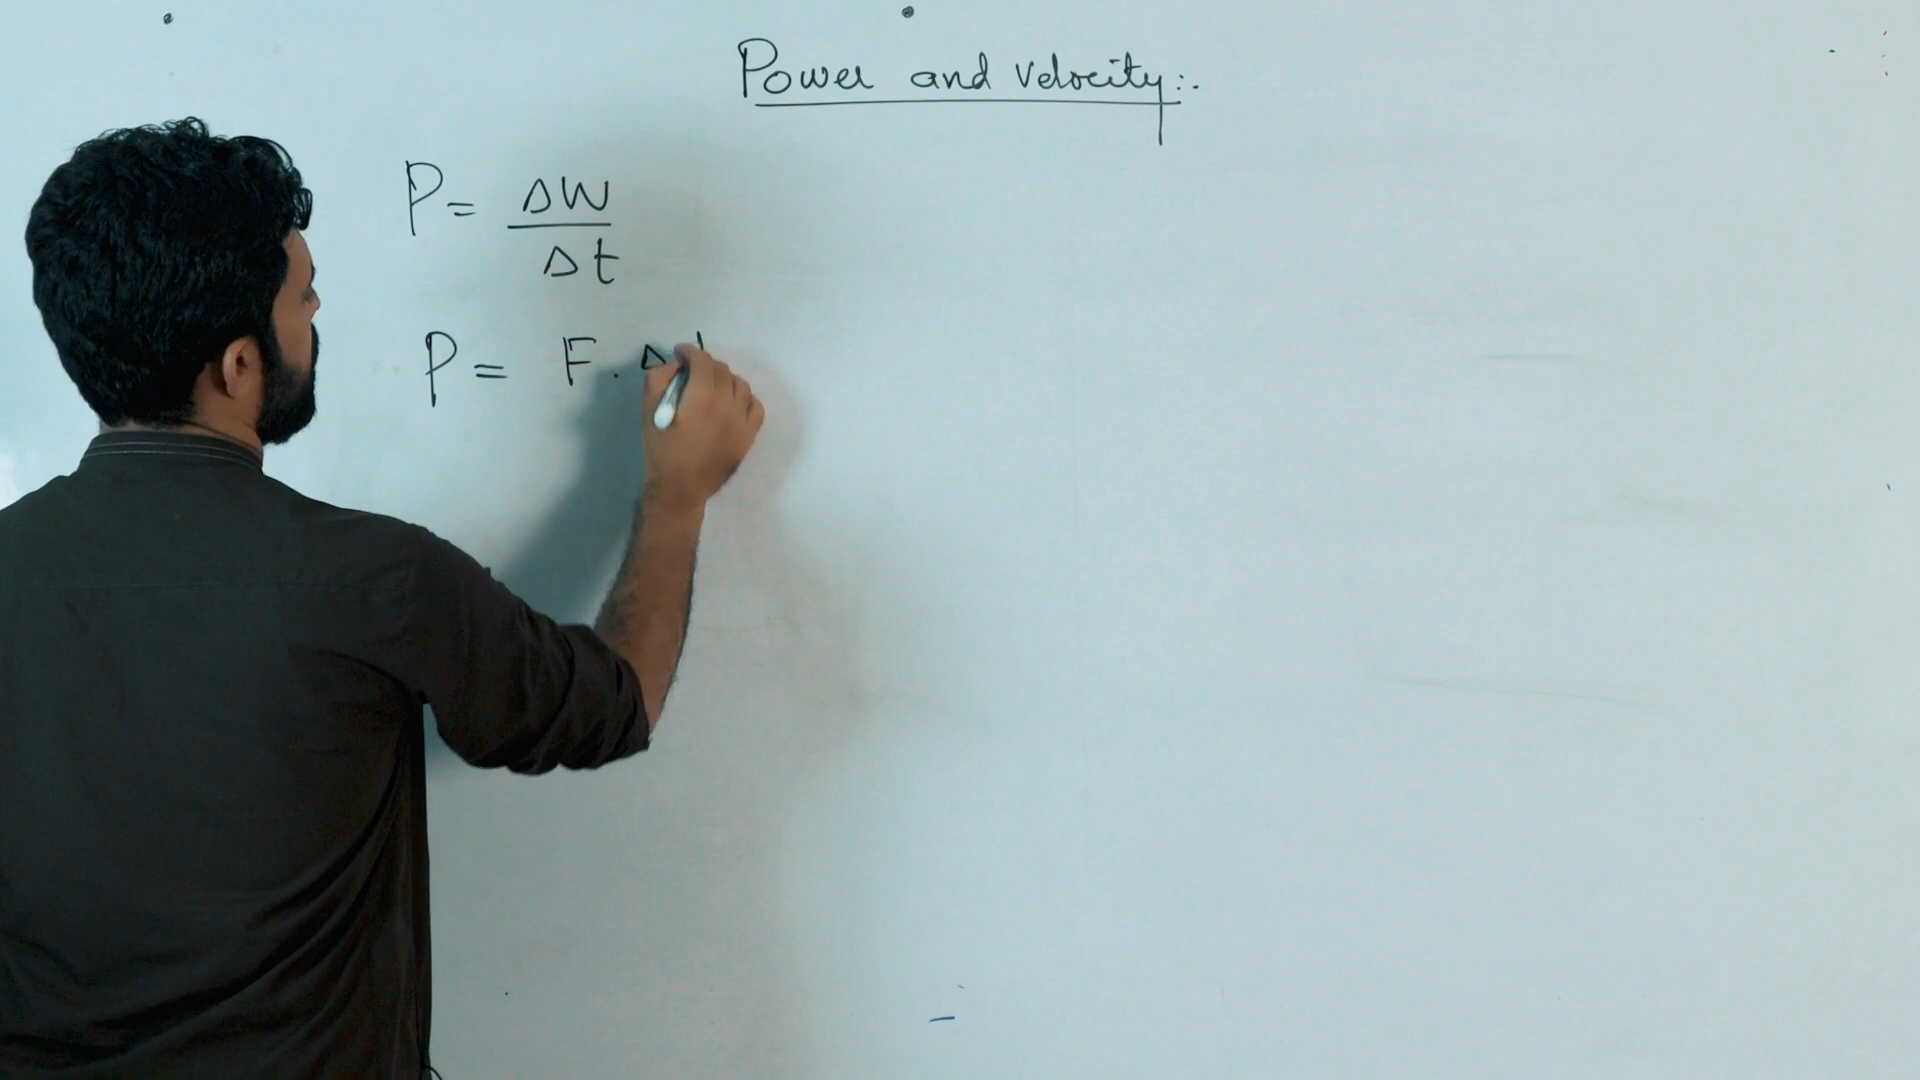 Power and Velocity:.
P = ΔW
Δt
P = F . Δ